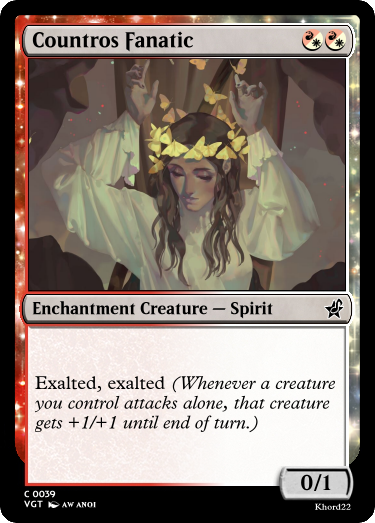 Countros Fanatic
Enchantment Creature — Spirit
Exalted, exalted (Whenever a creature
you control attacks alone, that creature
gets +1/+1 until end of turn.)
0/1
C 0039
VGT AW ANOI
Khord22